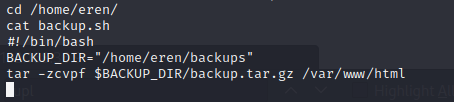 cd /home/eren/
cat backup.sh
#!/bin/bash
BACKUP_DIR="/home/eren/backups"
tar -zcvpf $BACKUP_DIR/backup.tar.gz /var/www/html